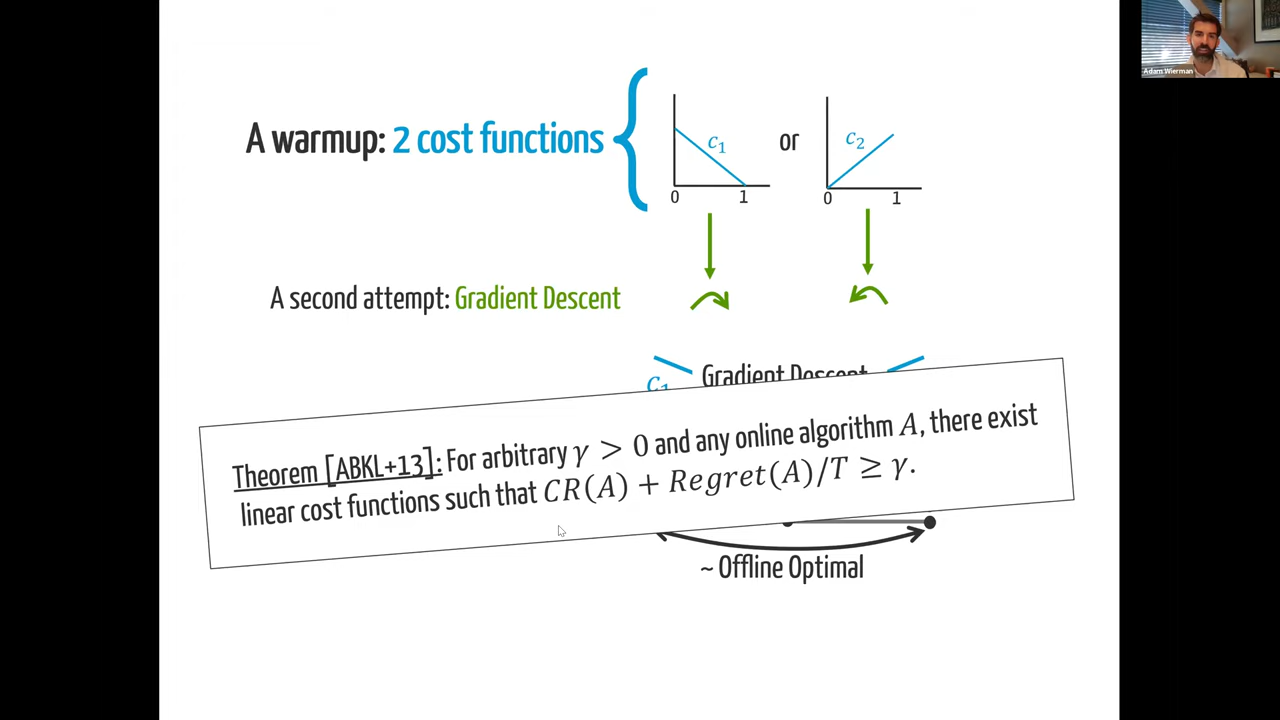 Adam Wierman
A warmup: 2 cost functions
c₁
or
c₂
0 1
0 1
A second attempt: Gradient Descent
c₁ Gradient Descent
Theorem [ABKL+13]: For arbitrary γ > 0 and any online algorithm A, there exist
linear cost functions such that CR(A) + Regret(A)/T ≥ γ.
~ Offline Optimal